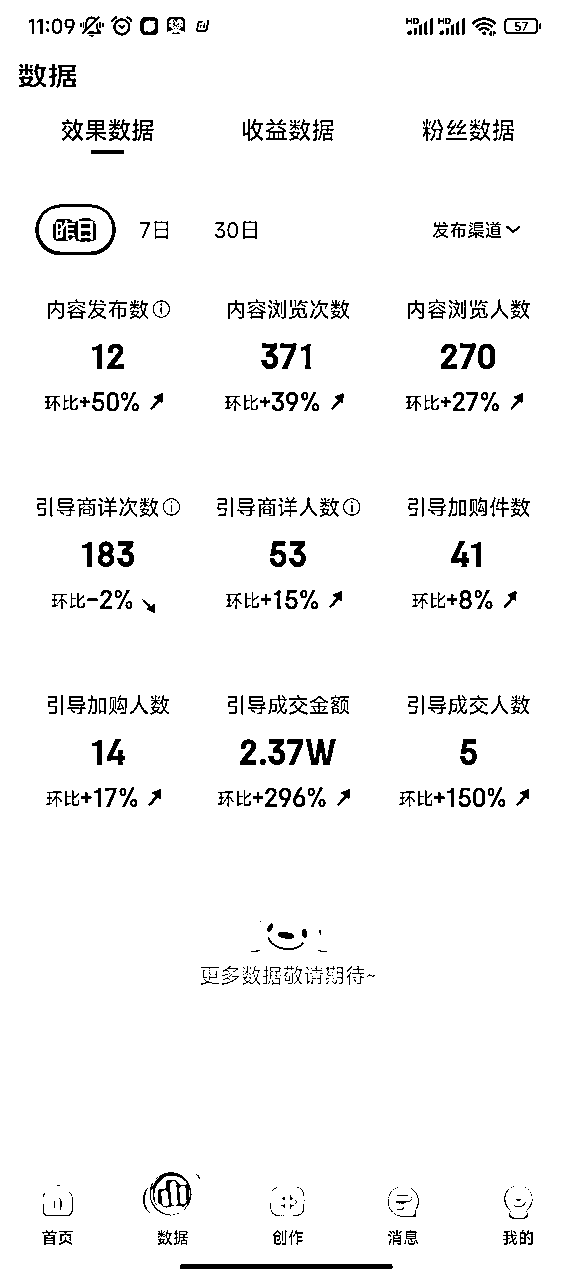 11:09 HD HD 57
数据
效果数据 收益数据 粉丝数据
昨日 7日 30日 发布渠道
内容发布数 内容浏览次数 内容浏览人数
12 371 270
环比+50% 环比+39% 环比+27%
引导商详次数 引导商详人数 引导加购件数
183 53 41
环比-2% 环比+15% 环比+8%
引导加购人数 引导成交金额 引导成交人数
14 2.37W 5
环比+17% 环比+296% 环比+150%
更多数据敬请期待~
首页 数据 创作 消息 我的